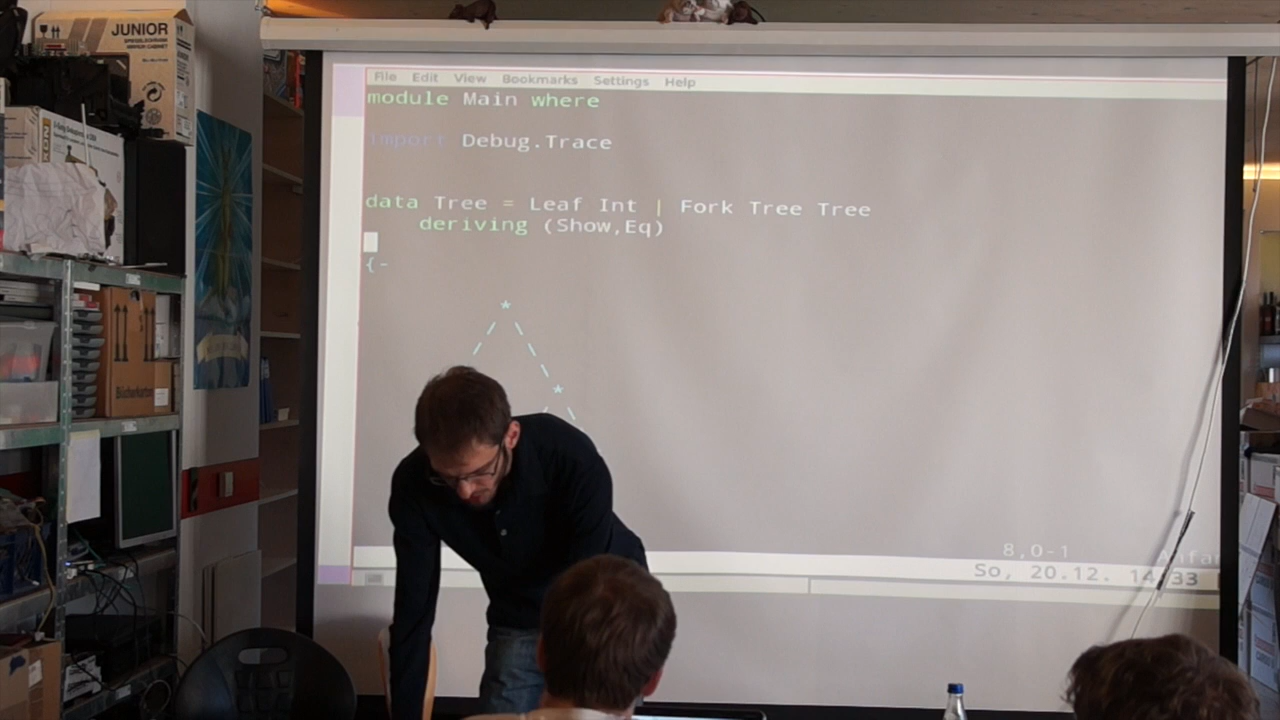 JUNIOR
File Edit View Bookmarks Settings Help
module Main where
import Debug.Trace
data Tree = Leaf Int | Fork Tree Tree
deriving (Show,Eq)
{-
*
/ \
*
/ \
8,0-1
So, 20.12. 14:33
Bücherkarton